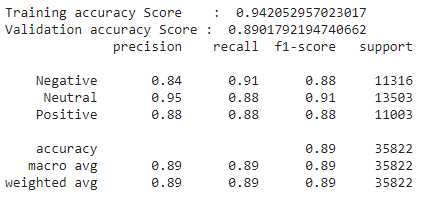 Training accuracy Score    :  0.942052957023017
Validation accuracy Score :  0.8901792194740662
              precision    recall  f1-score   support

    Negative       0.84      0.91      0.88     11316
     Neutral       0.95      0.88      0.91     13503
    Positive       0.88      0.88      0.88     11003

    accuracy                           0.89     35822
   macro avg       0.89      0.89      0.89     35822
weighted avg       0.89      0.89      0.89     35822